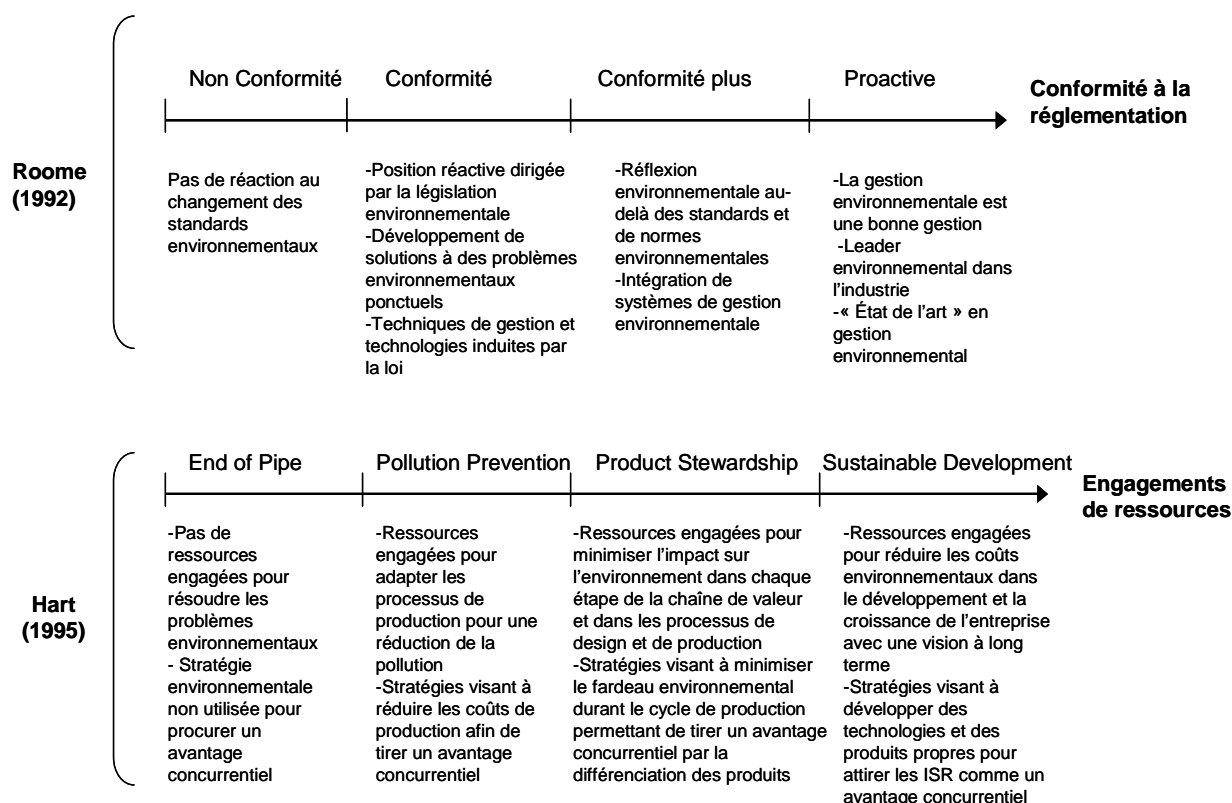 Roome
(1992)
Non Conformité
Conformité
Conformité plus
Proactive
Conformité à la
réglementation
Pas de réaction au
changement des
standards
environnementaux
-Position réactive dirigée
par la législation
environnementale
-Développement de
solutions à des problèmes
environnementaux
ponctuels
-Techniques de gestion et
technologies induites par
la loi
-Réflexion
environnementale au-
delà des standards et
de normes
environnementales
-Intégration de
systèmes de gestion
environnementale
-La gestion
environnementale est
une bonne gestion
-Leader
environmental dans
l'industrie
-« État de l'art » en
gestion
environnemental
Hart
(1995)
End of Pipe
Pollution Prevention
Product Stewardship
Sustainable Development
Engagements
de ressources
-Pas de
ressources
engagées pour
résoudre les
problèmes
environnementaux
- Stratégie
environnementale
non utilisée pour
procurer un
avantage
concurrentiel
-Ressources
engagées pour
adapter les
processus de
production pour une
réduction de la
pollution
-Stratégies visant à
réduire les coûts de
production afin de
tirer un avantage
concurrentiel
-Ressources engagées pour
minimiser l'impact sur
l'environnement dans chaque
étape de la chaîne de valeur
et dans les processus de
design et de production
-Stratégies visant à minimiser
le fardeau environnemental
durant le cycle de production
permettant de tirer un avantage
concurrentiel par la
différenciation des produits
-Ressources engagées
pour réduire les coûts
environnementaux dans
le développement et la
croissance de l'entreprise
avec une vision à long
terme
-Stratégies visant à
développer des
technologies et des
produits propres pour
attirer les ISR comme un
avantage concurrentiel